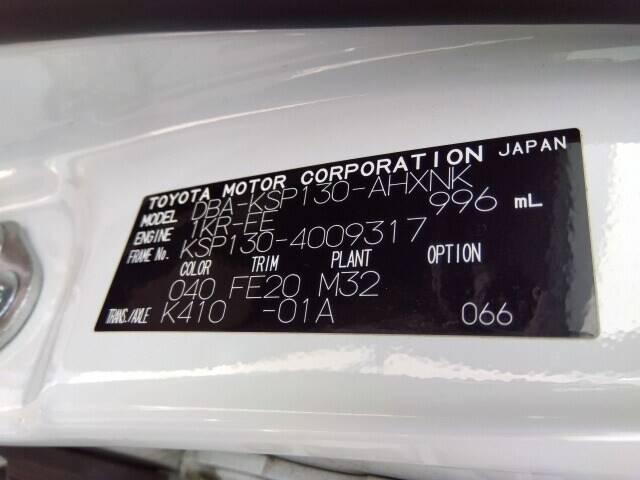 TOYOTA MOTOR CORPORATION JAPAN
MODEL DBA-KSP130-AHXNK
ENGINE 1KR-FE 996 mL
FRAME No. KSP130-4009317
COLOR TRIM PLANT OPTION
040 FE20 M32
TRANS./AXLE K410 -01A 066